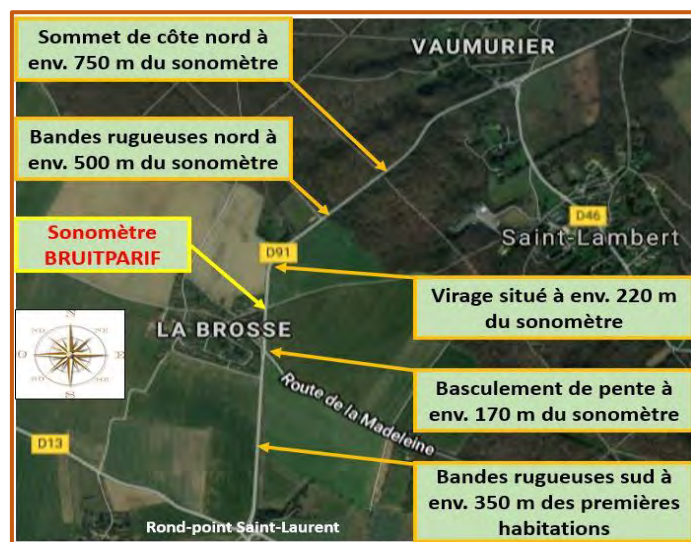 Sommet de côte nord à
env. 750 m du sonomètre
VAUMURIER
Bandes rugueuses nord à
env. 500 m du sonomètre
D46
Saint-Lambert
Sonomètre
BRUITPARIF
D91
Virage situé à env. 220 m
du sonomètre
LA BROSSE
N
O
E
S
Route de la Madeleine
Basculement de pente à
env. 170 m du sonomètre
D13
Bandes rugueuses sud à
env. 350 m des premières
habitations
Rond-point Saint-Laurent